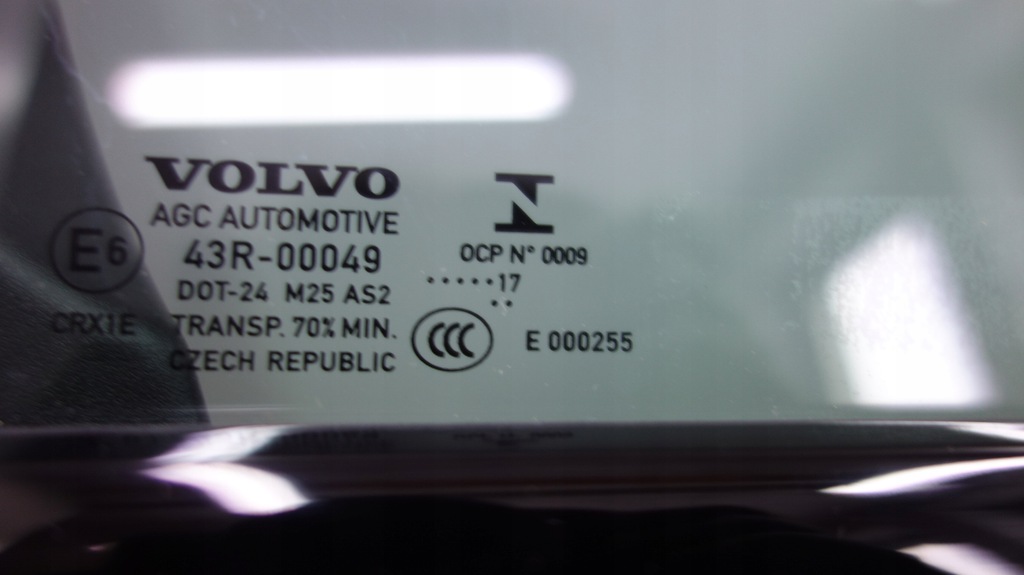 VOLVO
AGC AUTOMOTIVE
E6
43R-00049
DOT-24 M25 AS2
CRX1E
TRANSP. 70% MIN.
CZECH REPUBLIC
OCP N° 0009
.....17
..
CCC
E 000255